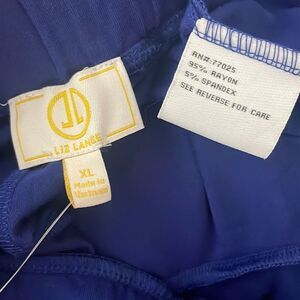 LIZ LANGE
XL
Made in
Vietnam
RN#: 77025
95% RAYON
5% SPANDEX
SEE REVERSE FOR CARE